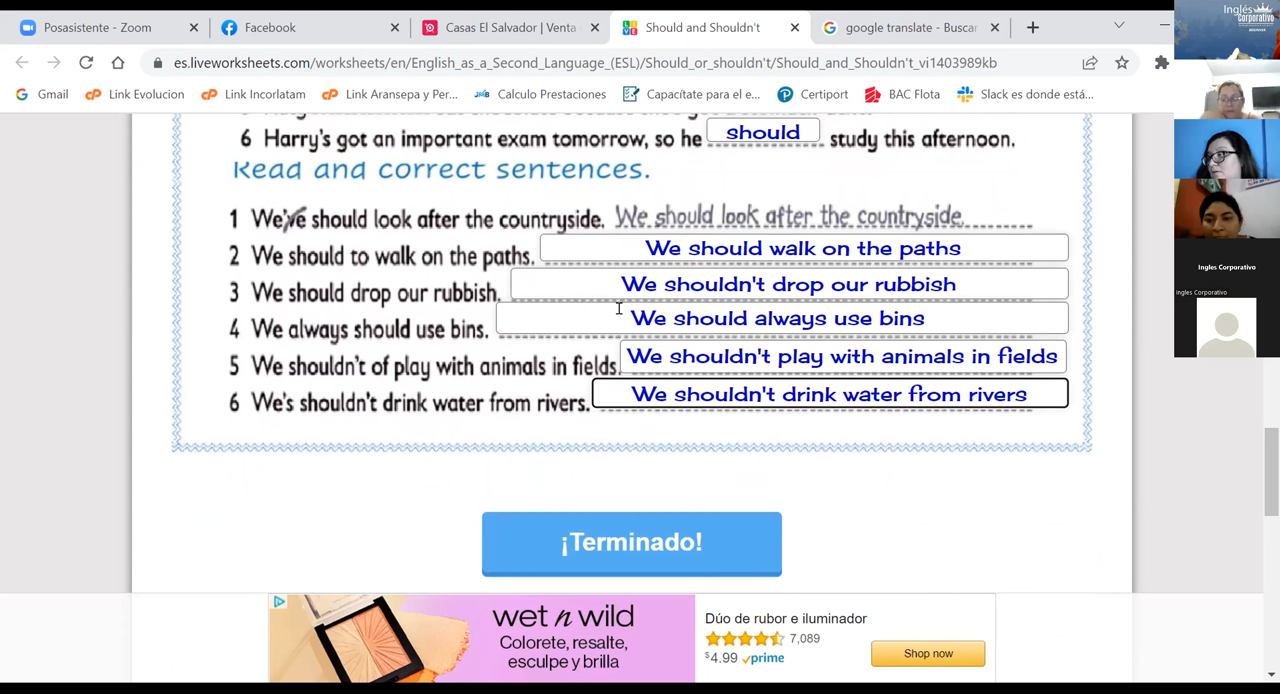 Posasistente - Zoom
Facebook
Casas El Salvador | Venta
Should and Shouldn't
google translate - Buscar
es.liveworksheets.com/worksheets/en/English_as_a_Second_Language_(ESL)/Should_or_shouldn't/Should_and_Shouldn't_vi1403989kb
Gmail
Link Evolucion
Link Incorlatam
Link Aransepa y Per...
Calculo Prestaciones
Capacítate para el e...
Certiport
BAC Flota
Slack es donde está...
Inglés
Corporativo
6 Harry's got an important exam tomorrow, so he should study this afternoon.
Read and correct sentences.
1 We've should look after the countryside. We should look after the countryside.
2 We should to walk on the paths. We should walk on the paths
3 We should drop our rubbish. We shouldn't drop our rubbish
4 We always should use bins. We should always use bins
5 We shouldn't of play with animals in fields. We shouldn't play with animals in fields
6 We's shouldn't drink water from rivers. We shouldn't drink water from rivers
Ingles Corporativo
Ingles Corporativo
¡Terminado!
wet n wild
Colorete, resalte,
esculpe y brilla
Dúo de rubor e iluminador
7,089
$4.99 prime
Shop now